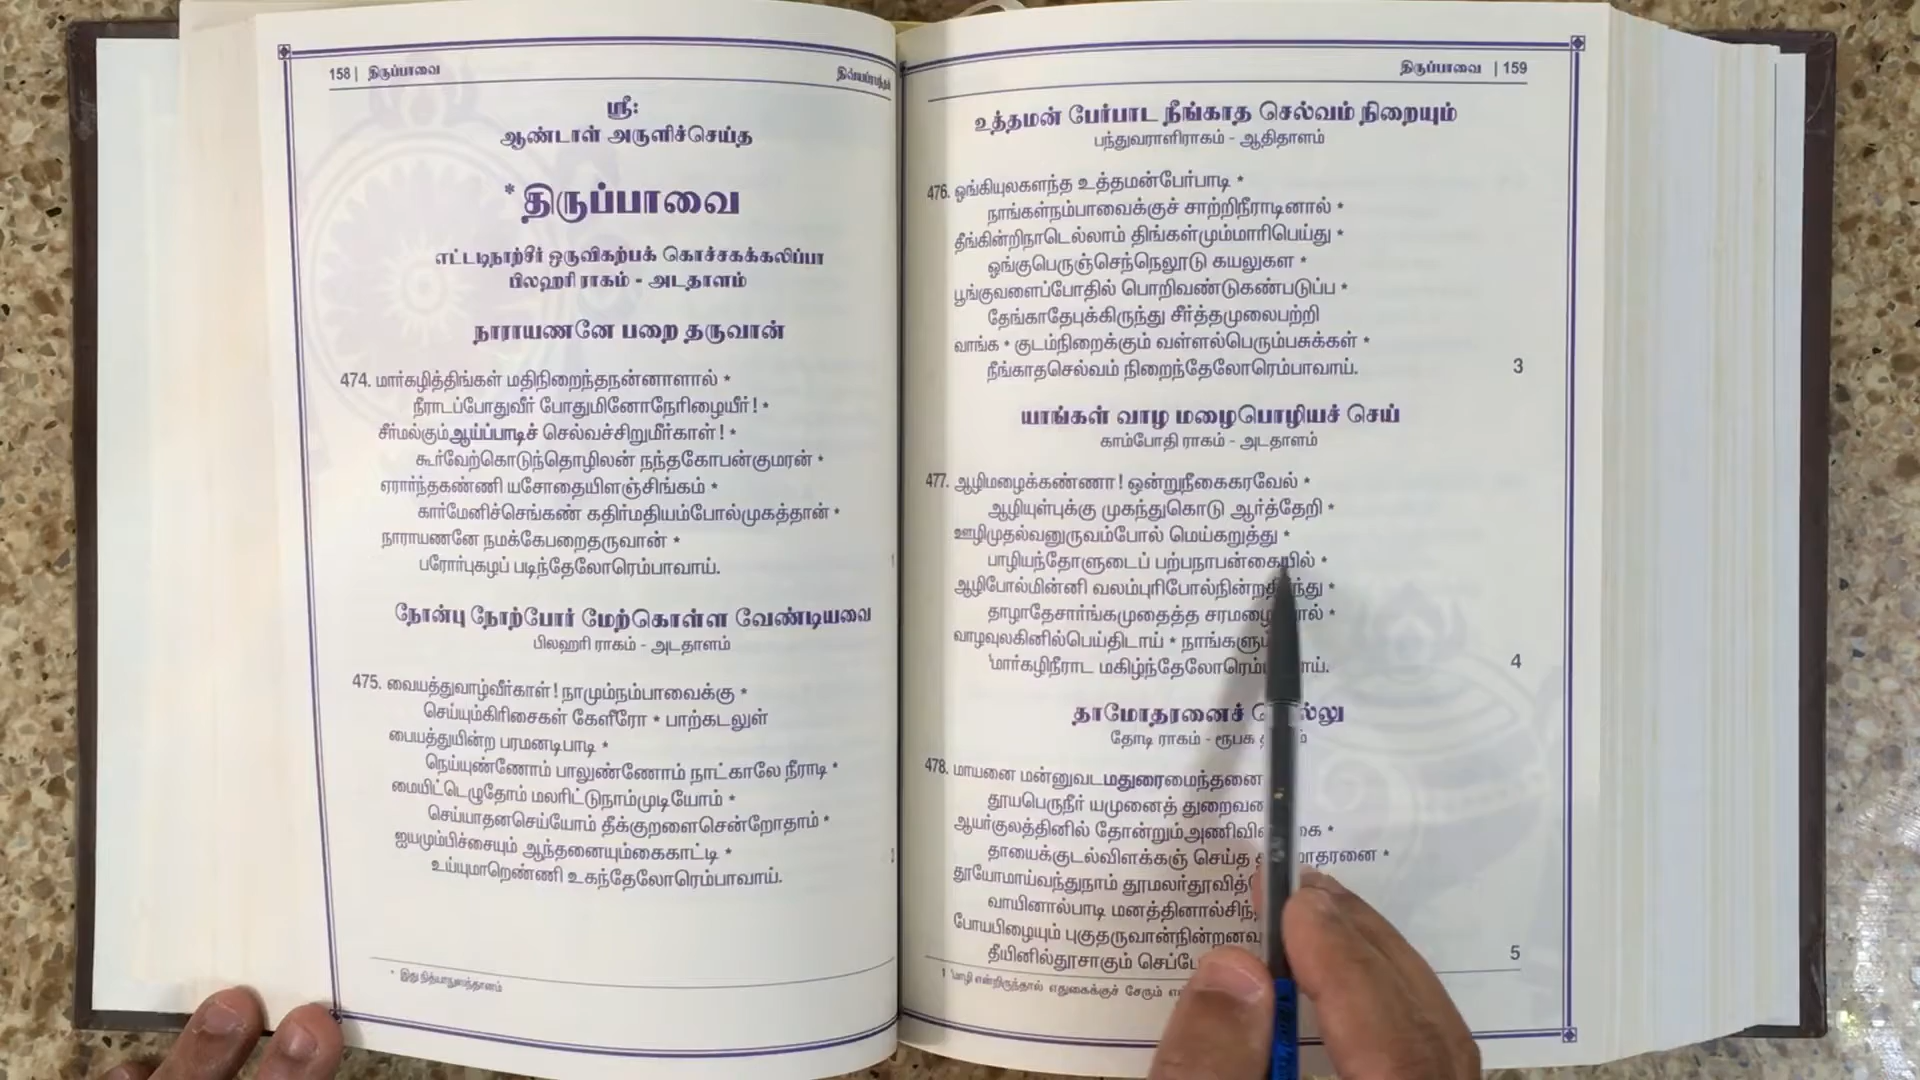 158 | திருப்பாவை
திவ்யப்ரபந்தம்
ஸ்ரீ:
ஆண்டாள் அருளிச்செய்த
* திருப்பாவை
எட்டடிநாற்சீர் ஒருவிகற்பக் கொச்சகக்கலிப்பா
பிலஹரி ராகம் - அடதாளம்
நாராயணனே பறை தருவான்
474. மார்கழித்திங்கள் மதிநிறைந்தநன்னாளால் *
நீராடப்போதுவீர் போதுமினோநேரிழையீர் ! *
சீர்மல்கும்ஆய்ப்பாடிச் செல்வச்சிறுமீர்காள் ! *
கூர்வேற்கொடுந்தொழிலன் நந்தகோபன்குமரன் *
ஏரார்ந்தகண்ணி யசோதையிளஞ்சிங்கம் *
கார்மேனிச்செங்கண் கதிர்மதியம்போல்முகத்தான் *
நாராயணனே நமக்கேபறைதருவான் *
பரோர்புகழப் படிந்தேலோரெம்பாவாய். 1
நோன்பு நோற்போர் மேற்கொள்ள வேண்டியவை
பிலஹரி ராகம் - அடதாளம்
475. வையத்துவாழ்வீர்காள் ! நாமும்நம்பாவைக்கு *
செய்யும்கிரிசைகள் கேளீரோ * பாற்கடலுள்
பையத்துயின்ற பரமனடிபாடி *
நெய்யுண்ணோம் பாலுண்ணோம் நாட்காலே நீராடி *
மையிட்டெழுதோம் மலரிட்டுநாம்முடியோம் *
செய்யாதனசெய்யோம் தீக்குறளைசென்றோதாம் *
ஐயமும்பிச்சையும் ஆந்தனையும்கைகாட்டி *
உய்யுமாறெண்ணி உகந்தேலோரெம்பாவாய்.
* இது நித்யாநுஸந்தானம்
திருப்பாவை | 159
உத்தமன் பேர்பாட நீங்காத செல்வம் நிறையும்
பந்துவராளிராகம் - ஆதிதாளம்
476. ஓங்கியுலகளந்த உத்தமன்பேர்பாடி *
நாங்கள்நம்பாவைக்குச் சாற்றிநீராடினால் *
தீங்கின்றிநாடெல்லாம் திங்கள்மும்மாரிபெய்து *
ஓங்குபெருஞ்செந்நெலூடு கயலுகள *
பூங்குவளைப்போதில் பொறிவண்டுகண்படுப்ப *
தேங்காதேபுக்கிருந்து சீர்த்தமுலைபற்றி
வாங்க * குடம்நிறைக்கும் வள்ளல்பெரும்பசுக்கள் *
நீங்காதசெல்வம் நிறைந்தேலோரெம்பாவாய். 3
யாங்கள் வாழ மழைபொழியச் செய்
காம்போதி ராகம் - அடதாளம்
477. ஆழிமழைக்கண்ணா ! ஒன்றுநீகைகரவேல் *
ஆழியுள்புக்கு முகந்துகொடு ஆர்த்தேறி *
ஊழிமுதல்வனுருவம்போல் மெய்கறுத்து *
பாழியந்தோளுடைப் பற்பநாபன்கையில் *
ஆழிபோல்மின்னி வலம்புரிபோல்நின்றதிர்ந்து *
தாழாதேசார்ங்கமுதைத்த சரமழைபோல் *
வாழவுலகினில்பெய்திடாய் * நாங்களும்
¹மார்கழிநீராட மகிழ்ந்தேலோரெம்பாவாய். 4
தாமோதரனைச் சொல்லு
தோடி ராகம் - ரூபக தாளம்
478. மாயனை மன்னுவடமதுரைமைந்தனை
தூயபெருநீர் யமுனைத் துறைவனை
ஆயர்குலத்தினில் தோன்றும்அணிவிளக்கை *
தாயைக்குடல்விளக்கஞ் செய்த தாமோதரனை *
தூயோமாய்வந்துநாம் தூமலர்தூவித்
வாயினால்பாடி மனத்தினால்சிந்
போயபிழையும் புகுதருவான்நின்றனவு
தீயினில்தூசாகும் செப்பே 5
1 'மாழி என்றிருந்தால் எதுகைக்குச் சேரும்